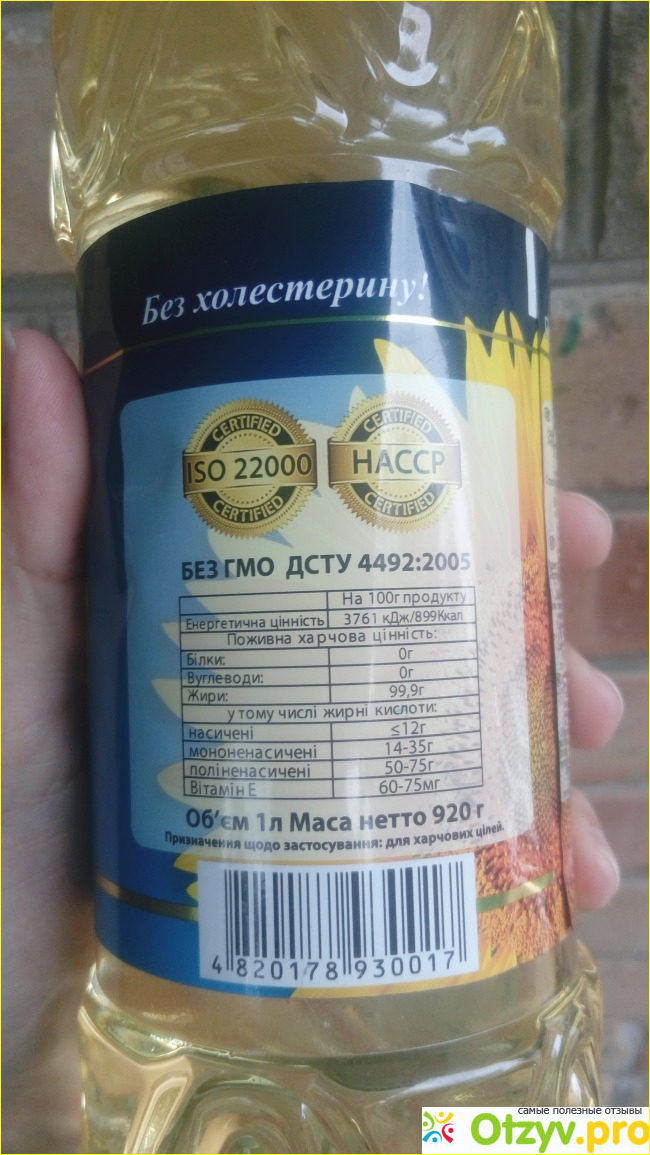 Без холестерину!
CERTIFIED
ISO 22000
CERTIFIED
CERTIFIED
HACCP
CERTIFIED
БЕЗ ГМО ДСТУ 4492:2005
На 100г продукту
Енергетична цінність 3761 кДж/899Ккал
Поживна харчова цінність:
Білки: 0г
Вуглеводи: 0г
Жири: 99,9г
у тому числі жирні кислоти:
насичені ≤12г
мононенасичені 14-35г
поліненасичені 50-75г
Вітамін Е 60-75мг
Об'єм 1л Маса нетто 920 г
Призначення щодо застосування: для харчових цілей.
4 820178 930017
самые полезные отзывы
Otzyv.pro